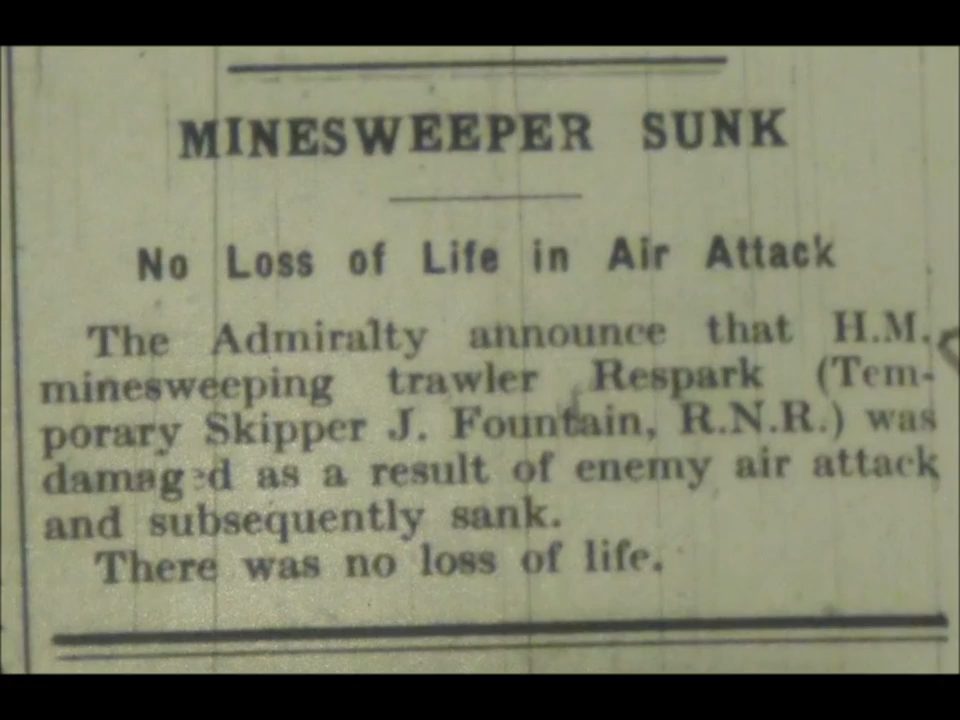 MINESWEEPER SUNK
No Loss of Life in Air Attack
The Admiralty announce that H.M.
minesweeping trawler Respark (Tem-
porary Skipper J. Fountain, R.N.R.) was
damaged as a result of enemy air attack
and subsequently sank.
There was no loss of life.